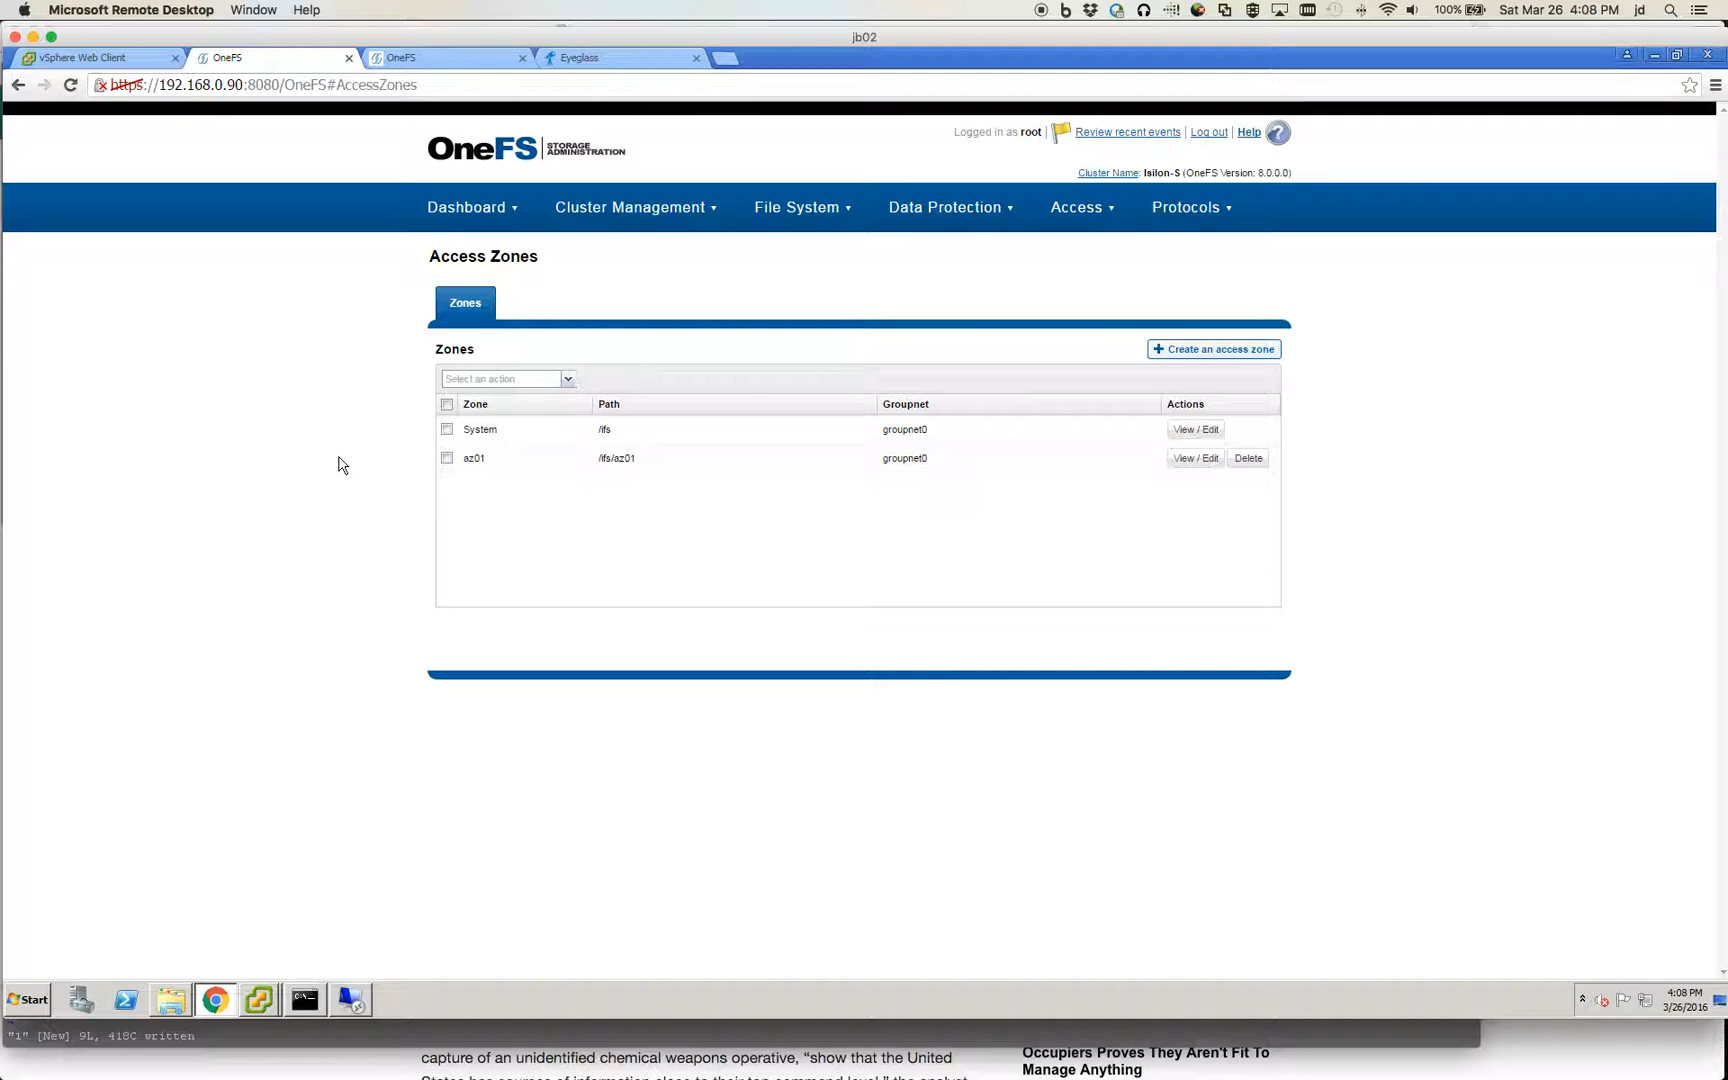 Microsoft Remote Desktop Window Help 100% Sat Mar 26 4:08 PM jd
jb02
vSphere Web Client OneFS OneFS Eyeglass
https://192.168.0.90:8080/OneFS#AccessZones
OneFS STORAGE ADMINISTRATION
Logged in as root Review recent events Log out Help
Cluster Name: Isilon-S (OneFS Version: 8.0.0.0)
Dashboard Cluster Management File System Data Protection Access Protocols
Access Zones
Zones
Zones + Create an access zone
Select an action
Zone Path Groupnet Actions
System /ifs groupnet0 View / Edit
az01 /ifs/az01 groupnet0 View / Edit Delete
Start 4:08 PM
3/26/2016
"1" [New] 9L, 418C written
capture of an unidentified chemical weapons operative, “show that the United
Occupiers Proves They Aren't Fit To
Manage Anything